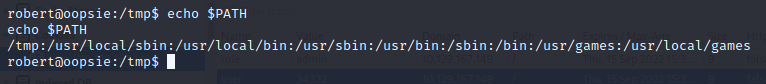 robert@oopsie:/tmp$ echo $PATH
echo $PATH
/tmp:/usr/local/sbin:/usr/local/bin:/usr/sbin:/usr/bin:/sbin:/bin:/usr/games:/usr/local/games
robert@oopsie:/tmp$